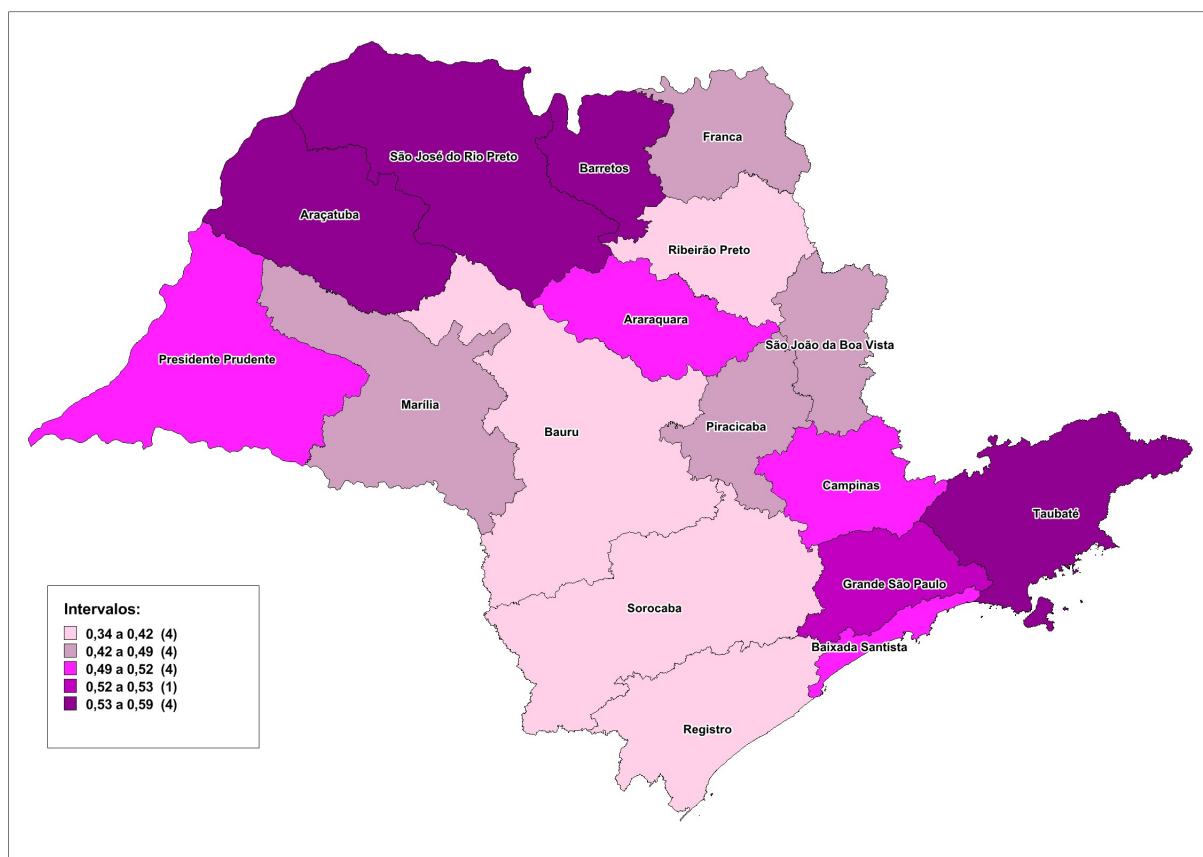 Franca
São José do Rio Preto
Barretos
Araçatuba
Ribeirão Preto
Araraquara
São João da Boa Vista
Presidente Prudente
Marília
Piracicaba
Bauru
Campinas
Taubaté
Grande São Paulo
Sorocaba
Baixada Santista
Registro
Intervalos:
0,34 a 0,42 (4)
0,42 a 0,49 (4)
0,49 a 0,52 (4)
0,52 a 0,53 (1)
0,53 a 0,59 (4)